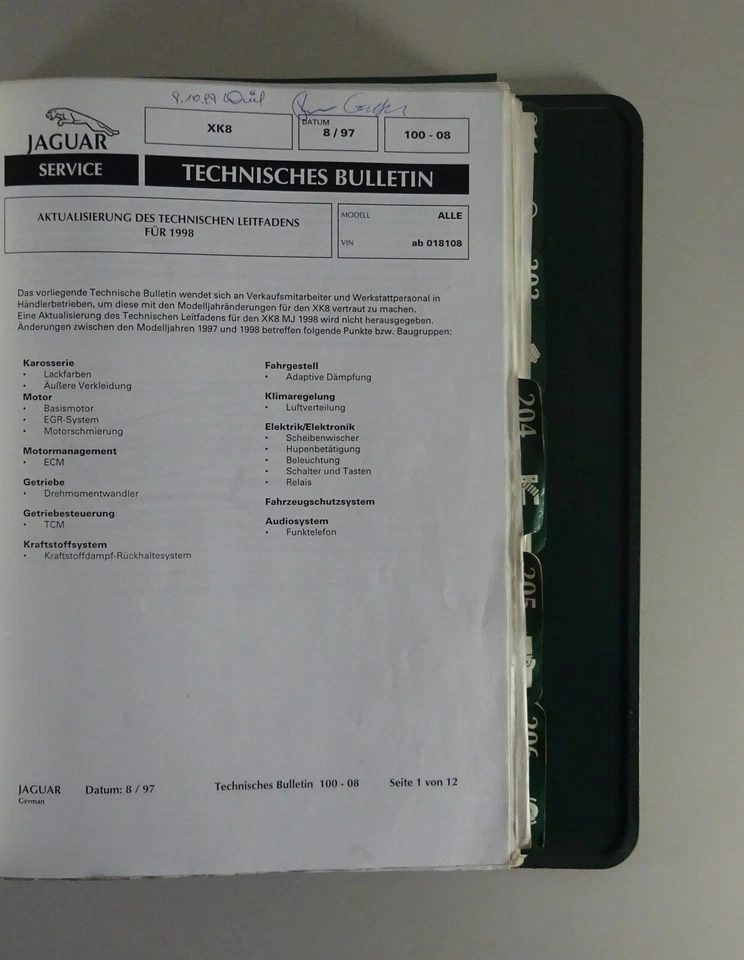 8.10.97
JAGUAR
SERVICE
XK8
DATUM
8 / 97
100 - 08
TECHNISCHES BULLETIN
AKTUALISIERUNG DES TECHNISCHEN LEITFADENS
FÜR 1998
MODELL ALLE
VIN ab 018108
Das vorliegende Technische Bulletin wendet sich an Verkaufsmitarbeiter und Werkstattpersonal in
Händlerbetrieben, um diese mit den Modelljahränderungen für den XK8 vertraut zu machen.
Eine Aktualisierung des Technischen Leitfadens für den XK8 MJ 1998 wird nicht herausgegeben.
Änderungen zwischen den Modelljahren 1997 und 1998 betreffen folgende Punkte bzw. Baugruppen:
Karosserie
• Lackfarben
• Äußere Verkleidung
Motor
• Basismotor
• EGR-System
• Motorschmierung
Motormanagement
• ECM
Getriebe
• Drehmomentwandler
Getriebesteuerung
• TCM
Kraftstoffsystem
• Kraftstoffdampf-Rückhaltesystem
Fahrgestell
• Adaptive Dämpfung
Klimaregelung
• Luftverteilung
Elektrik/Elektronik
• Scheibenwischer
• Hupenbetätigung
• Beleuchtung
• Schalter und Tasten
• Relais
Fahrzeugschutzsystem
Audiosystem
• Funktelefon
JAGUAR Datum: 8 / 97 Technisches Bulletin 100 - 08 Seite 1 von 12
German
303
204
205
206